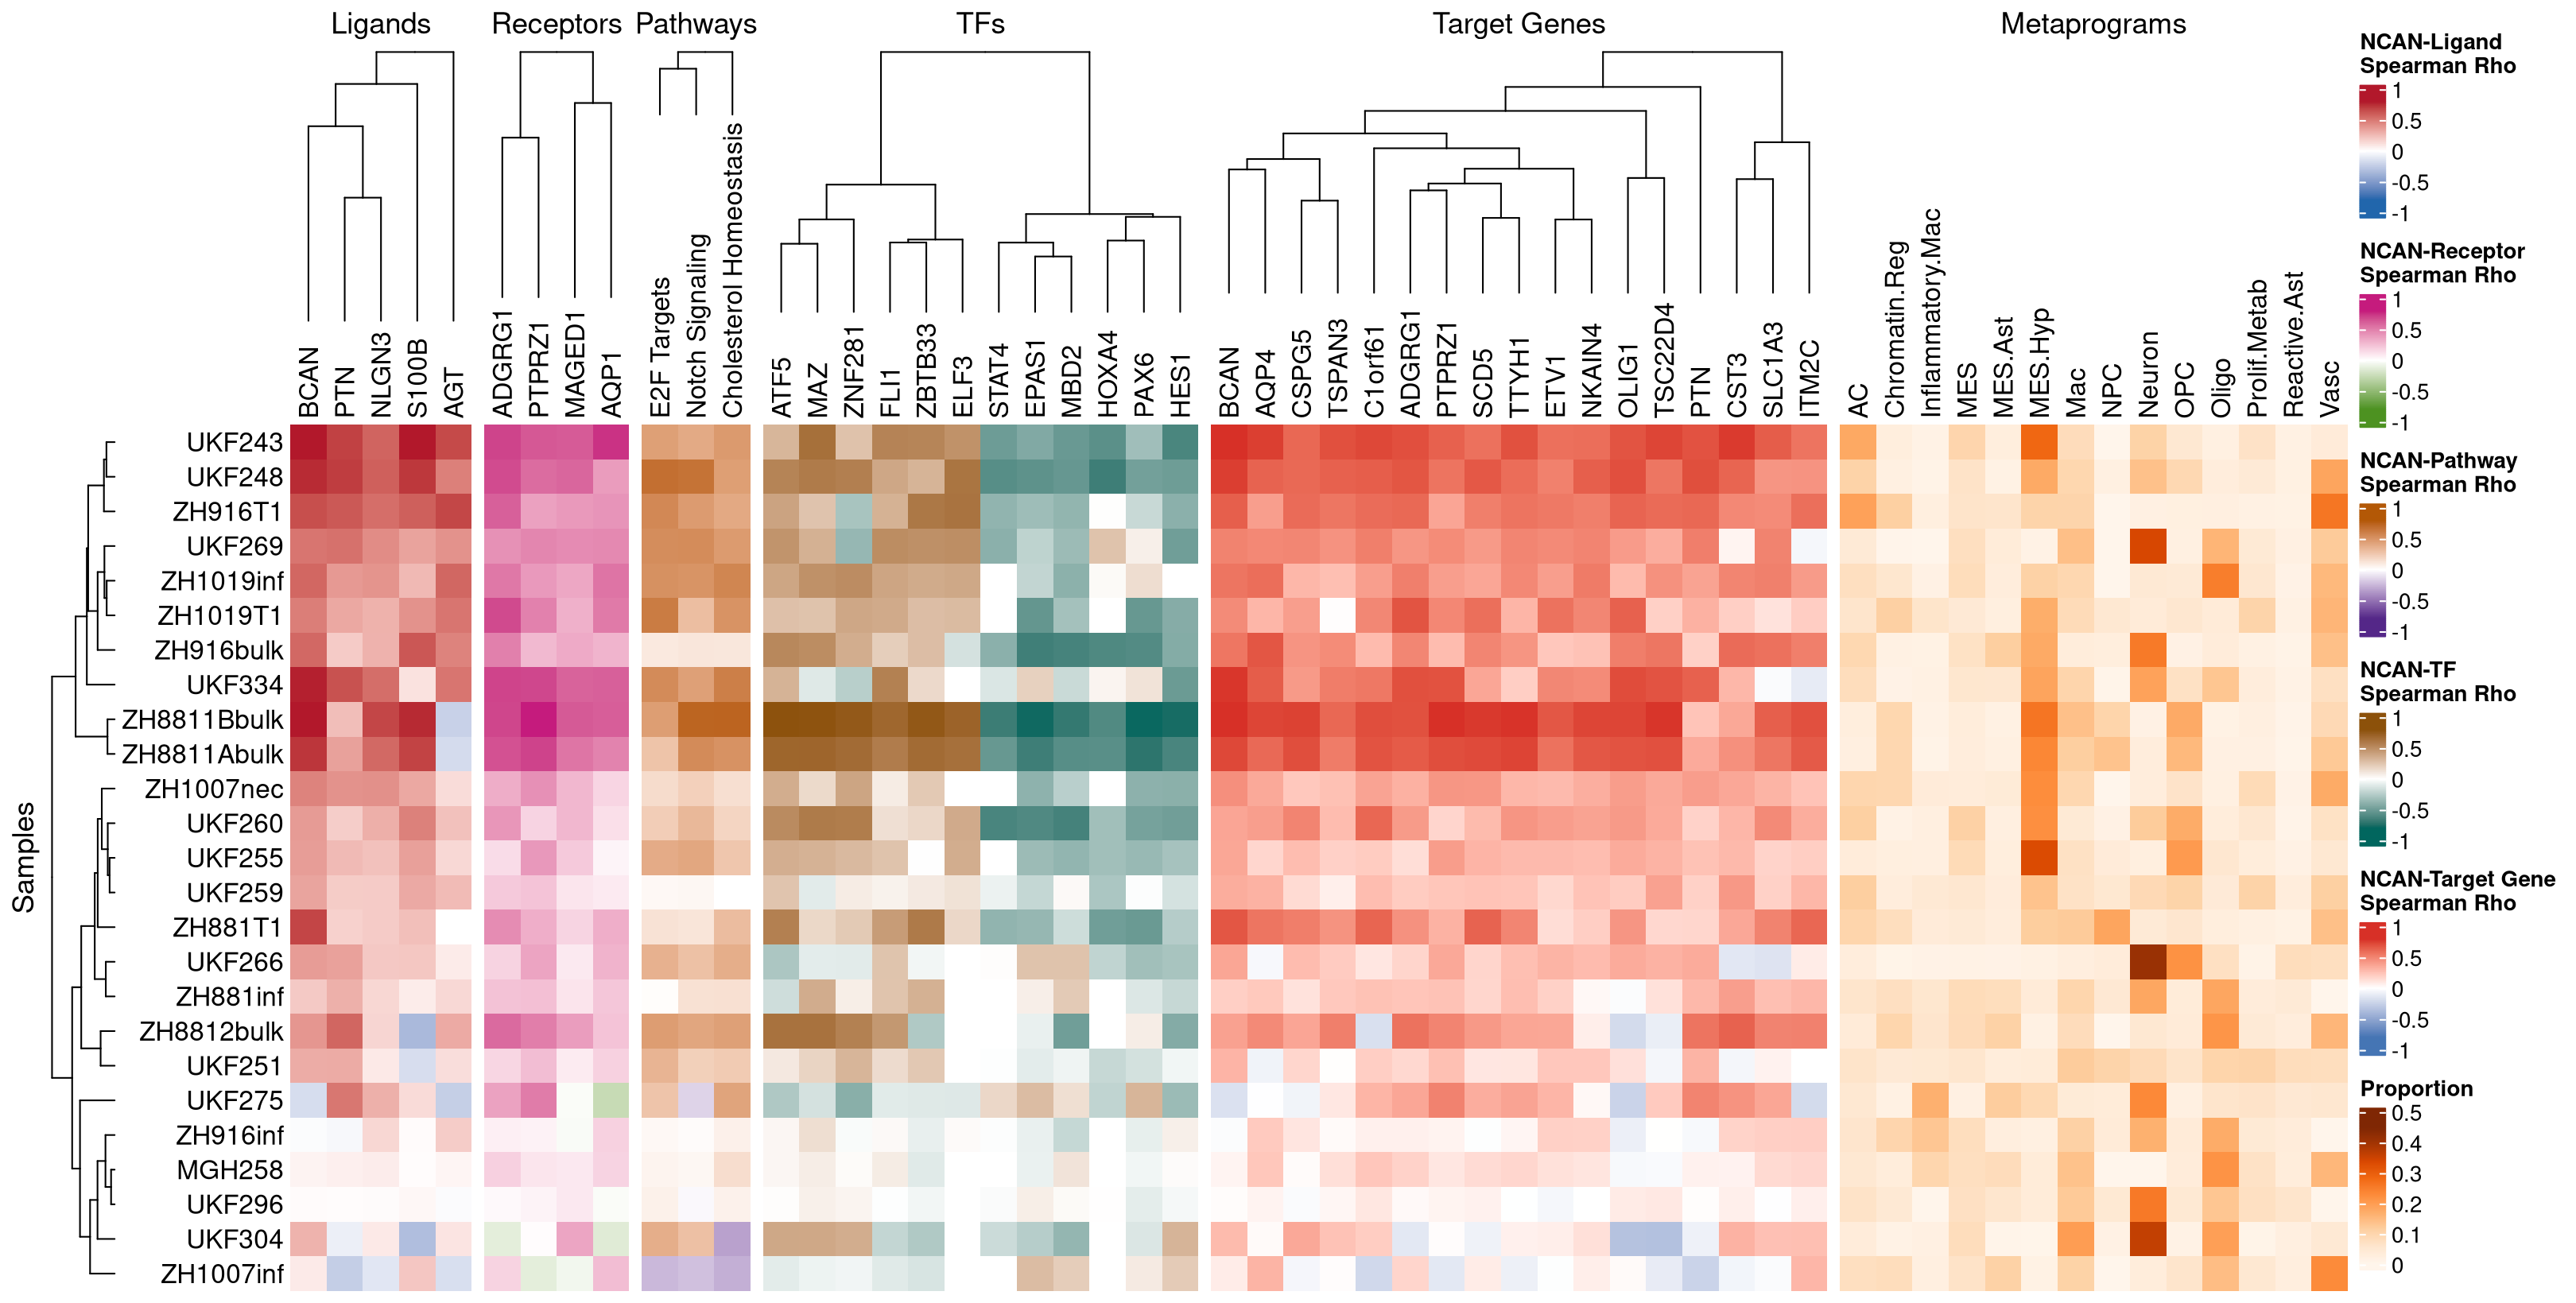 Ligands
Receptors
Pathways
TFs
Target Genes
Metaprograms
BCAN
PTN
NLGN3
S100B
AGT
ADGRG1
PTPRZ1
MAGED1
AQP1
E2F Targets
Notch Signaling
Cholesterol Homeostasis
ATF5
MAZ
ZNF281
FLI1
ZBTB33
ELF3
STAT4
EPAS1
MBD2
HOXA4
PAX6
HES1
BCAN
AQP4
CSPG5
TSPAN3
C1orf61
ADGRG1
PTPRZ1
SCD5
TTYH1
ETV1
NKAIN4
OLIG1
TSC22D4
PTN
CST3
SLC1A3
ITM2C
AC
Chromatin.Reg
Inflammatory.Mac
MES
MES.Ast
MES.Hyp
Mac
NPC
Neuron
OPC
Oligo
Prolif.Metab
Reactive.Ast
Vasc
Samples
UKF243
UKF248
ZH916T1
UKF269
ZH1019inf
ZH1019T1
ZH916bulk
UKF334
ZH8811Bbulk
ZH8811Abulk
ZH1007nec
UKF260
UKF255
UKF259
ZH881T1
UKF266
ZH881inf
ZH8812bulk
UKF251
UKF275
ZH916inf
MGH258
UKF296
UKF304
ZH1007inf
NCAN-Ligand
Spearman Rho
1
0.5
0
-0.5
-1
NCAN-Receptor
Spearman Rho
1
0.5
0
-0.5
-1
NCAN-Pathway
Spearman Rho
1
0.5
0
-0.5
-1
NCAN-TF
Spearman Rho
1
0.5
0
-0.5
-1
NCAN-Target Gene
Spearman Rho
1
0.5
0
-0.5
-1
Proportion
0.5
0.4
0.3
0.2
0.1
0